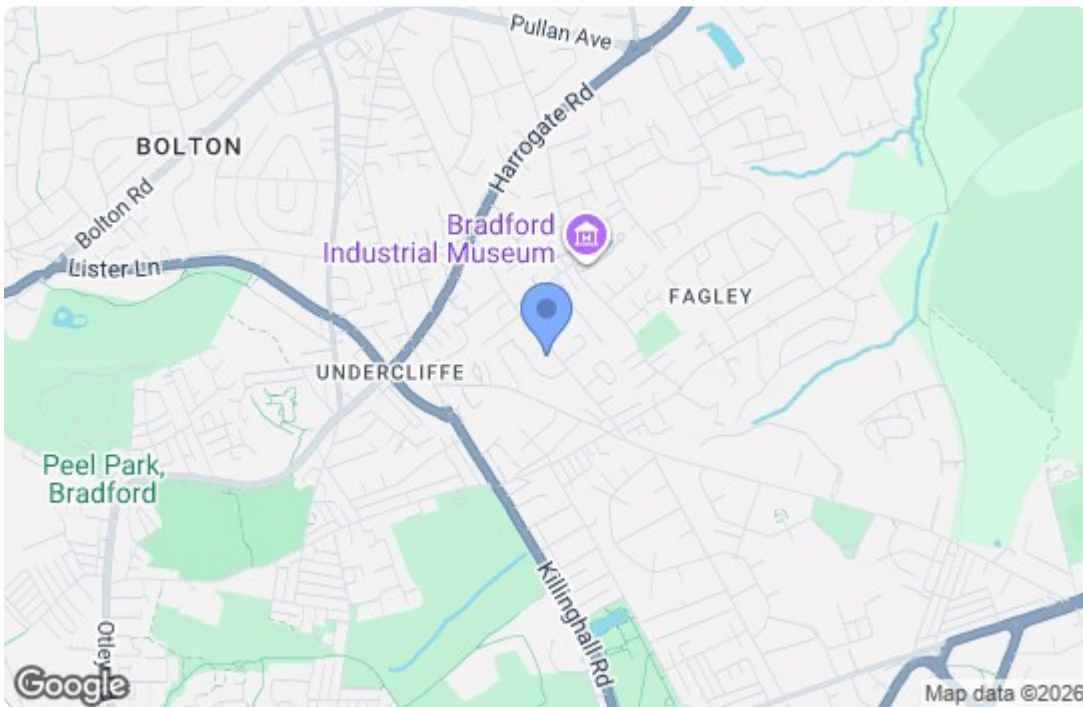 Pullan Ave
Harrogate Rd
BOLTON
Bolton Rd
Bradford
Industrial Museum
Lister Ln
FAGLEY
UNDERCLIFFE
Peel Park,
Bradford
Killinghall Rd
Otley
Google
Map data ©2026